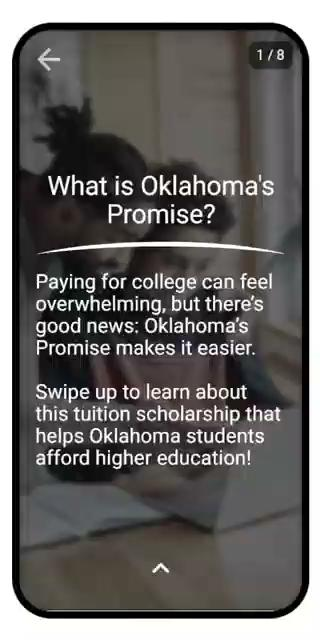 1 / 8
What is Oklahoma's
Promise?
Paying for college can feel
overwhelming, but there's
good news: Oklahoma's
Promise makes it easier.
Swipe up to learn about
this tuition scholarship that
helps Oklahoma students
afford higher education!